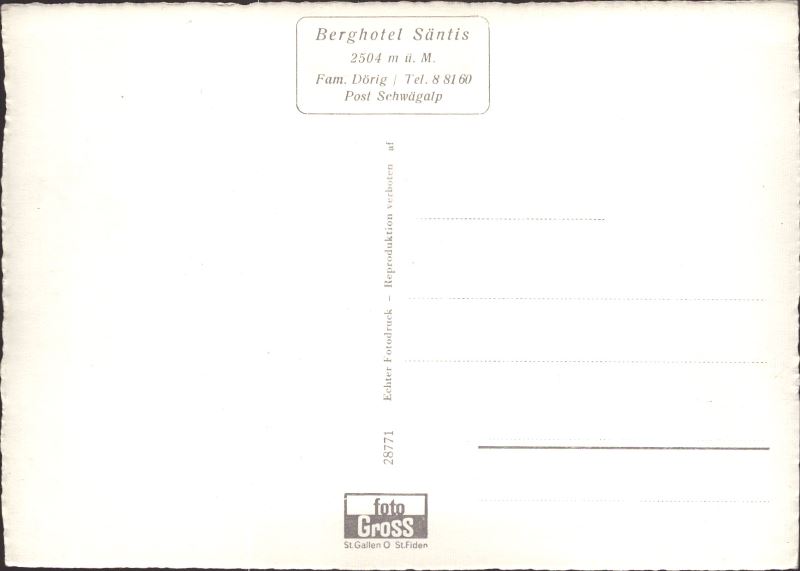 Berghotel Säntis
2504 m ü. M.
Fam. Dörig / Tel. 8 81 60
Post Schwägalp
28771 Echter Fotodruck – Reproduktion verboten af
foto
Gross
St.Gallen O St.Fiden